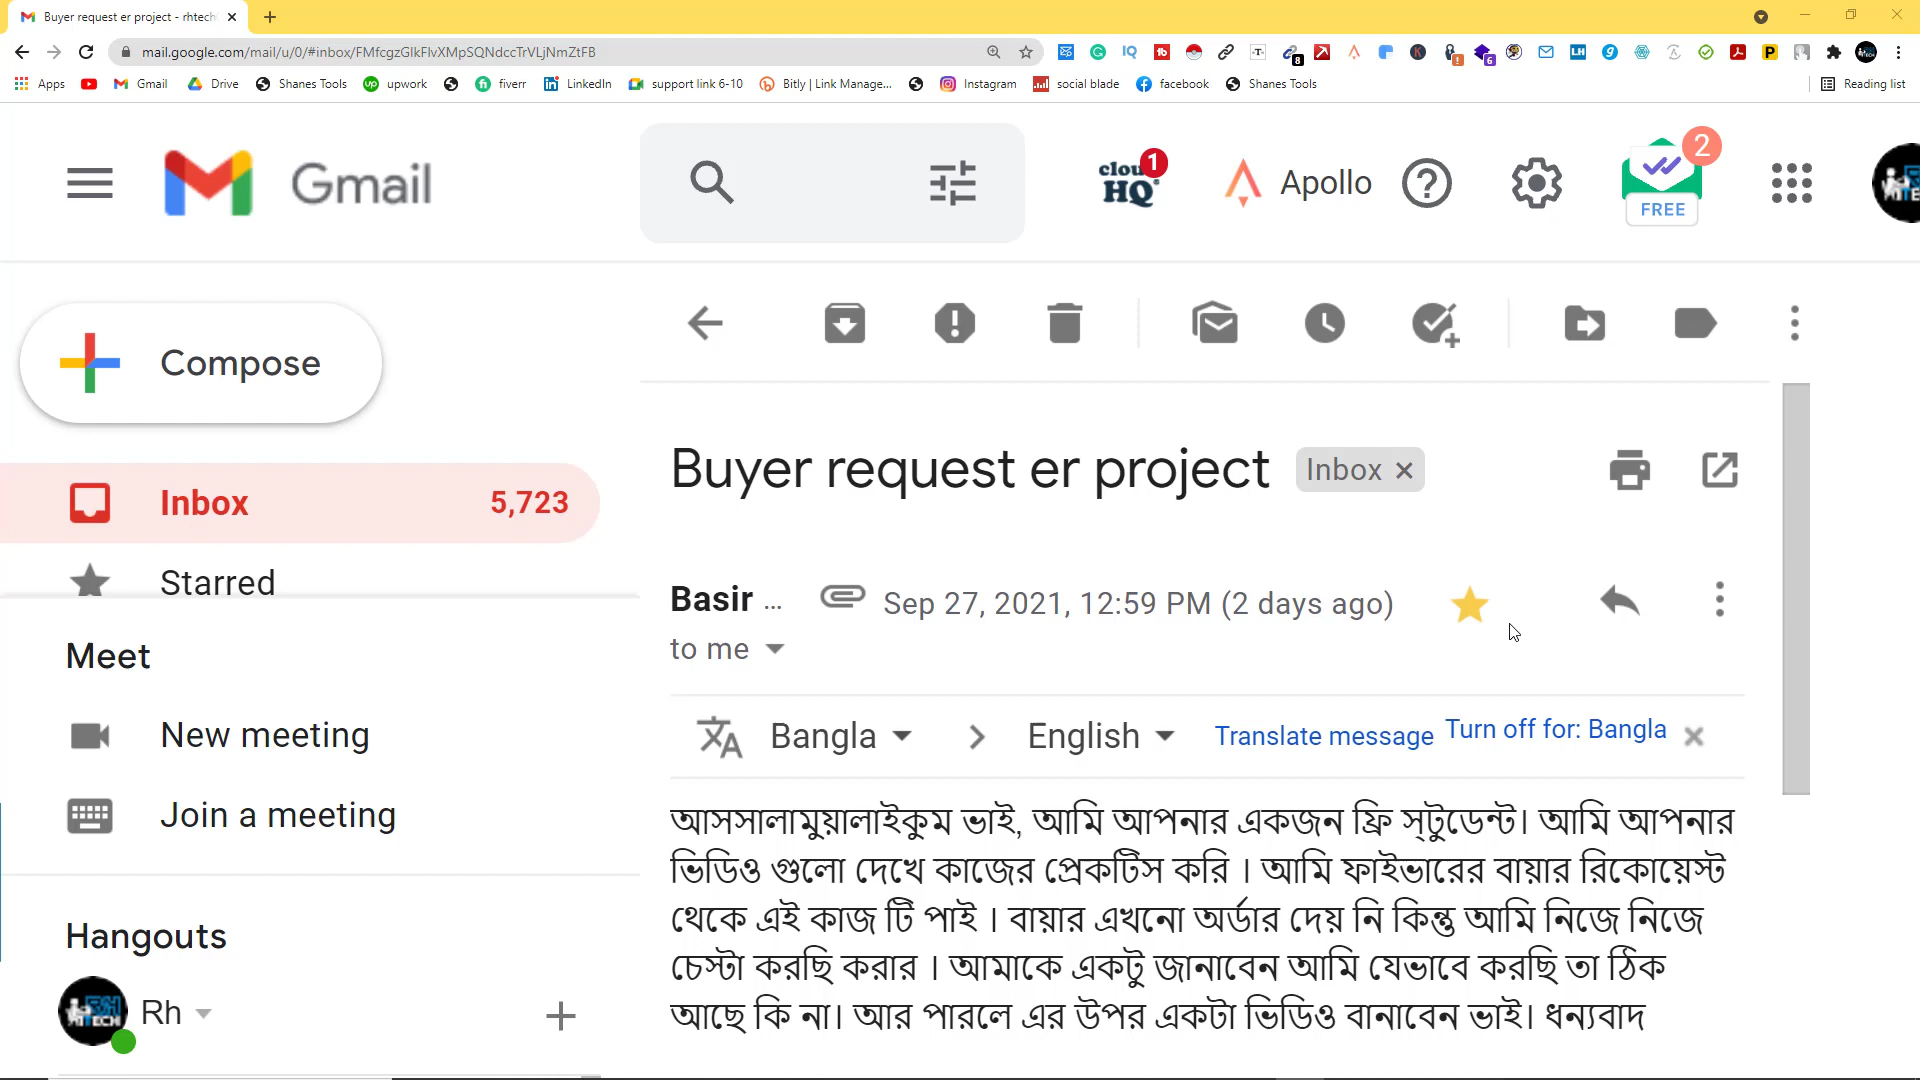 Buyer request er project - rhtech
mail.google.com/mail/u/0/#inbox/FMfcgzGlkFlvXMpSQNdccTrVLjNmZtFB
Apps Gmail Drive Shanes Tools upwork fiverr LinkedIn support link 6-10 Bitly | Link Manage... Instagram social blade facebook Shanes Tools Reading list
Gmail
cloudHQ 1
Apollo
2
FREE
Compose
Inbox 5,723
Starred
Meet
New meeting
Join a meeting
Hangouts
Rh
Buyer request er project Inbox ×
Basir ... Sep 27, 2021, 12:59 PM (2 days ago)
to me
Bangla > English Translate message Turn off for: Bangla ×
আসসালামুয়ালাইকুম ভাই, আমি আপনার একজন ফ্রি স্টুডেন্ট। আমি আপনার
ভিডিও গুলো দেখে কাজের প্রেকটিস করি । আমি ফাইভারের বায়ার রিকোয়েস্ট
থেকে এই কাজ টি পাই । বায়ার এখনো অর্ডার দেয় নি কিন্তু আমি নিজে নিজে
চেস্টা করছি করার । আমাকে একটু জানাবেন আমি যেভাবে করছি তা ঠিক
আছে কি না। আর পারলে এর উপর একটা ভিডিও বানাবেন ভাই। ধন্যবাদ